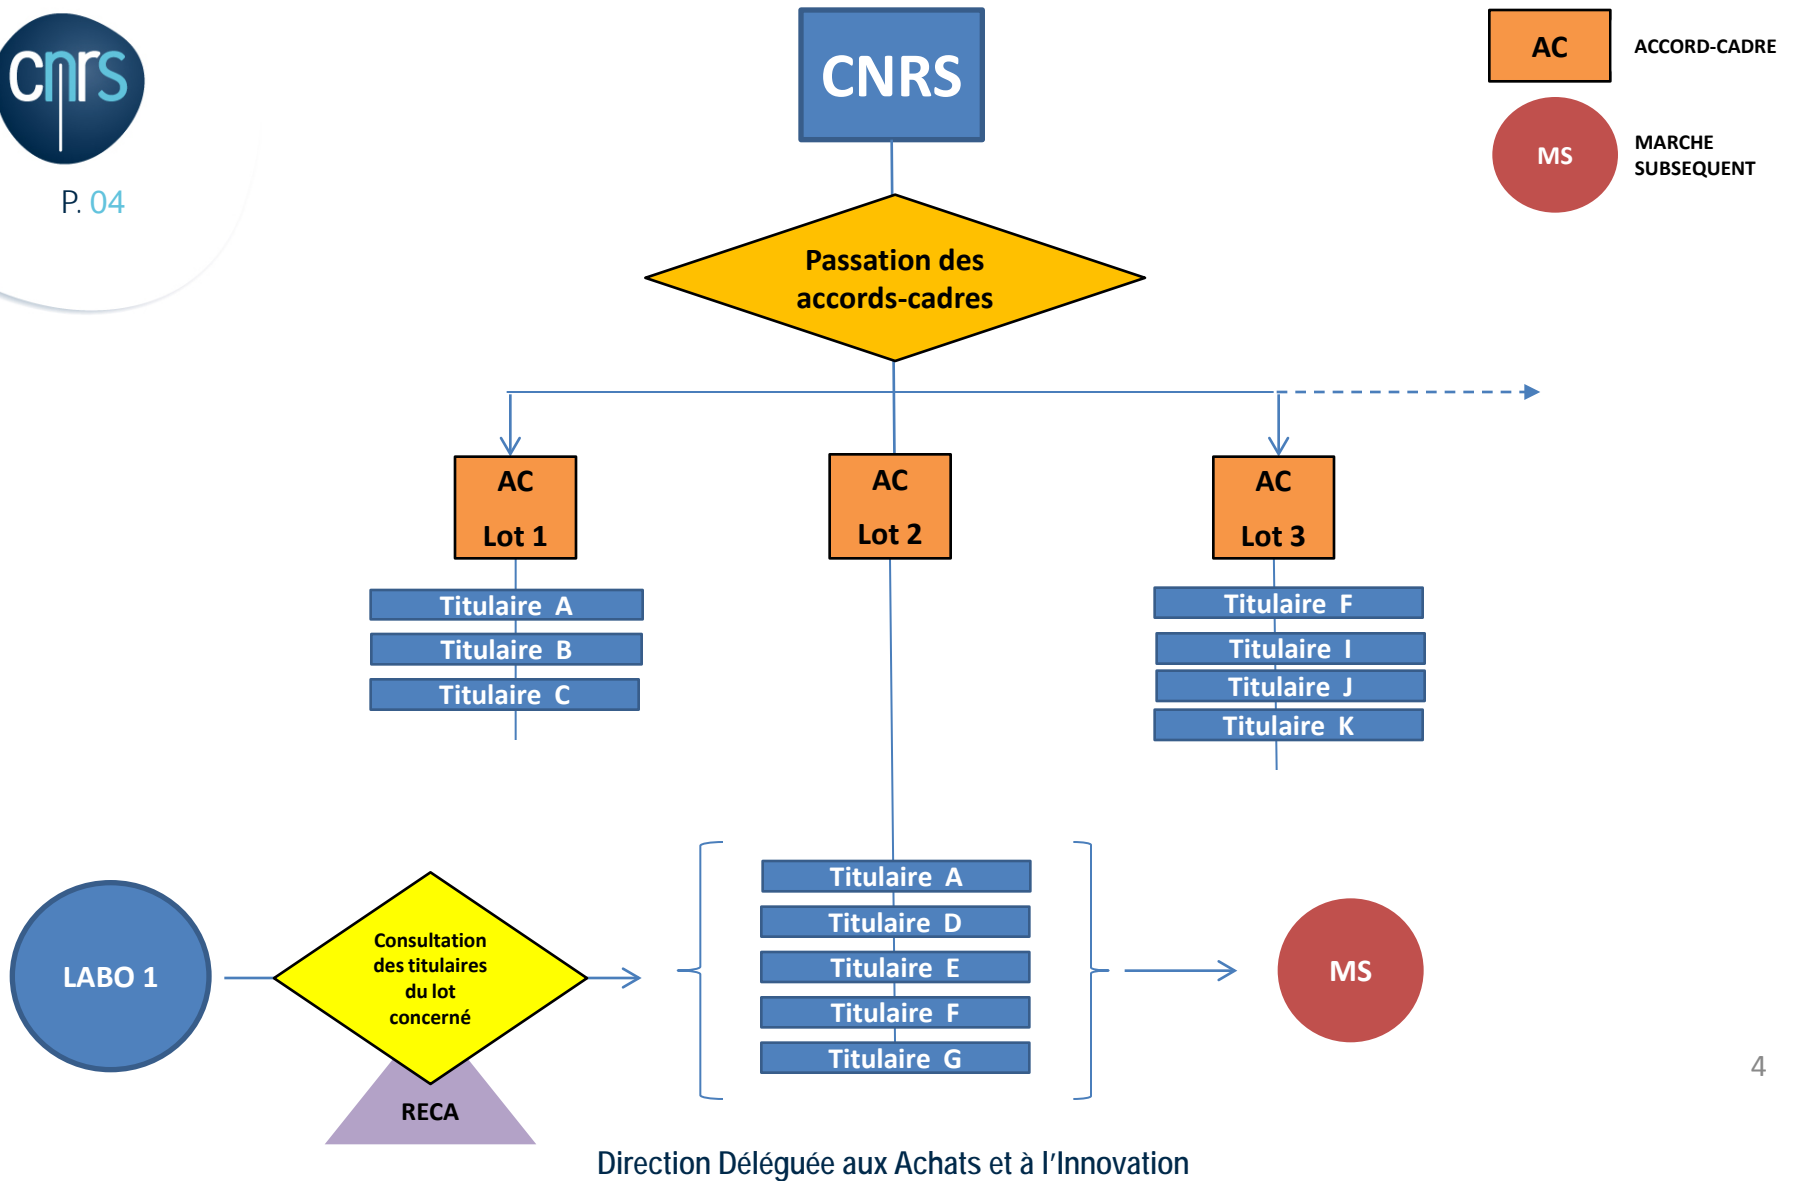 cnrs
P. 04
CNRS
AC
ACCORD-CADRE
MS
MARCHE
SUBSEQUENT
Passation des
accords-cadres
AC
Lot 1
AC
Lot 2
AC
Lot 3
Titulaire A
Titulaire B
Titulaire C
Titulaire F
Titulaire I
Titulaire J
Titulaire K
LABO 1
Consultation
des titulaires
du lot
concerné
RECA
Titulaire A
Titulaire D
Titulaire E
Titulaire F
Titulaire G
MS
4
Direction Déléguée aux Achats et à l'Innovation